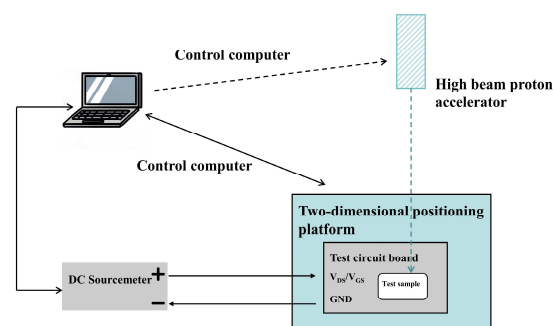 Control computer
High beam proton
accelerator
Control computer
Two-dimensional positioning
platform
Test circuit board
VDS/VGS
Test sample
GND
DC Sourcemeter
+
−